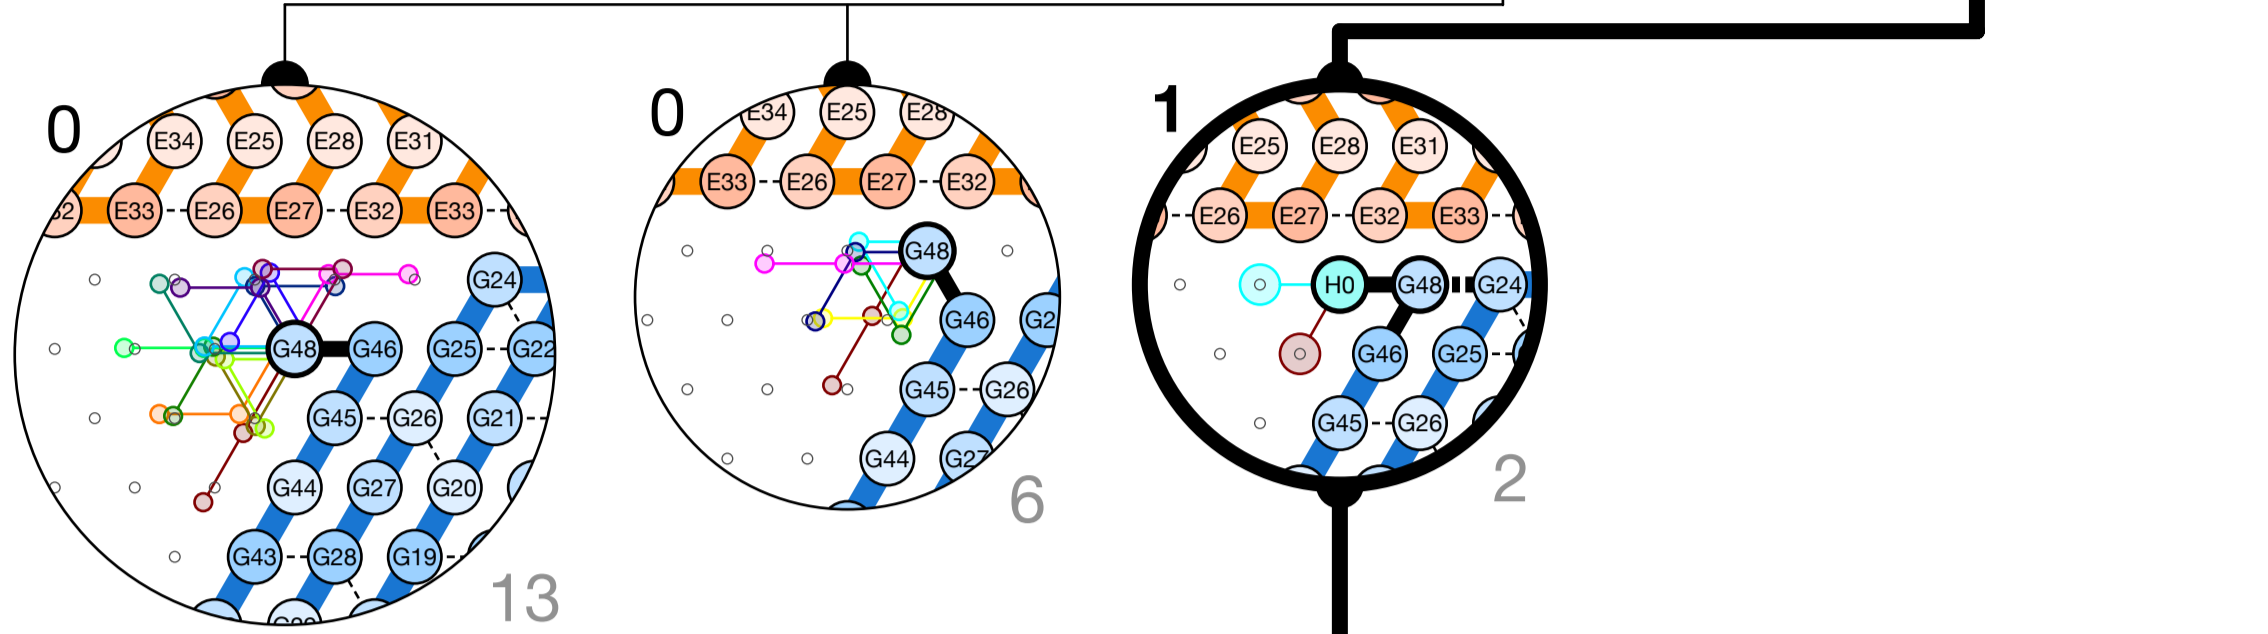 0
E34 E25 E28 E31
E33 E26 E27 E32 E33
G24
G48 G46 G25 G22
G45 G26 G21
G44 G27 G20
G43 G28 G19
13
0
E34 E25 E28
E33 E26 E27 E32
G48
G46
G45 G26
G44 G27
6
1
E25 E28 E31
E26 E27 E32 E33
H0 G48 G24
G46 G25
G45 G26
2